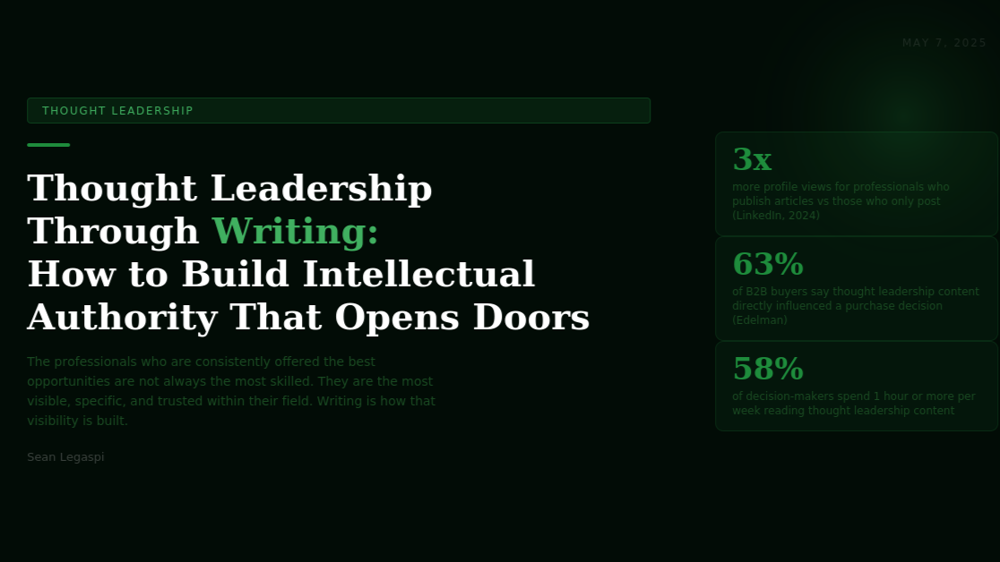 MAY 7, 2025
THOUGHT LEADERSHIP
Thought Leadership
Through Writing:
How to Build Intellectual
Authority That Opens Doors
The professionals who are consistently offered the best
opportunities are not always the most skilled. They are the most
visible, specific, and trusted within their field. Writing is how that
visibility is built.
Sean Legaspi
3x
more profile views for professionals who
publish articles vs those who only post
(LinkedIn, 2024)
63%
of B2B buyers say thought leadership content
directly influenced a purchase decision
(Edelman)
58%
of decision-makers spend 1 hour or more per
week reading thought leadership content